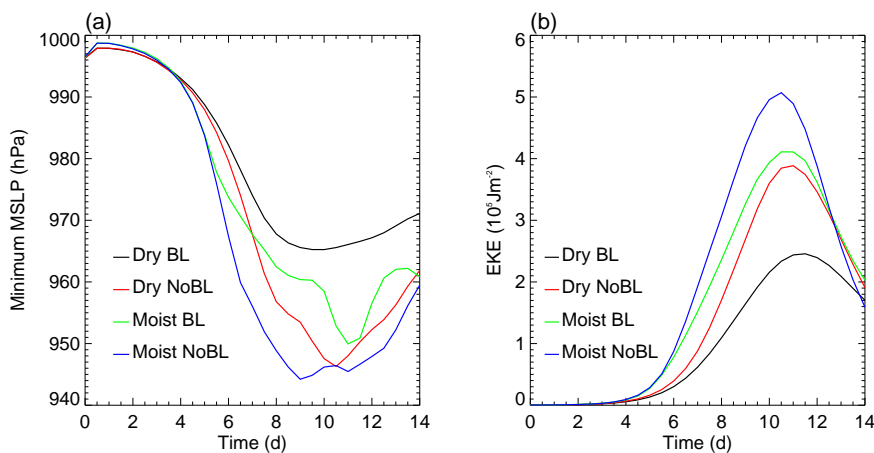 (a)
1000
990
980
970
960
950
940
Minimum MSLP (hPa)
Dry BL
Dry NoBL
Moist BL
Moist NoBL
0 2 4 6 8 10 12 14
Time (d)
(b)
6
5
4
3
2
1
0
EKE (10⁵Jm⁻²)
Dry BL
Dry NoBL
Moist BL
Moist NoBL
0 2 4 6 8 10 12 14
Time (d)